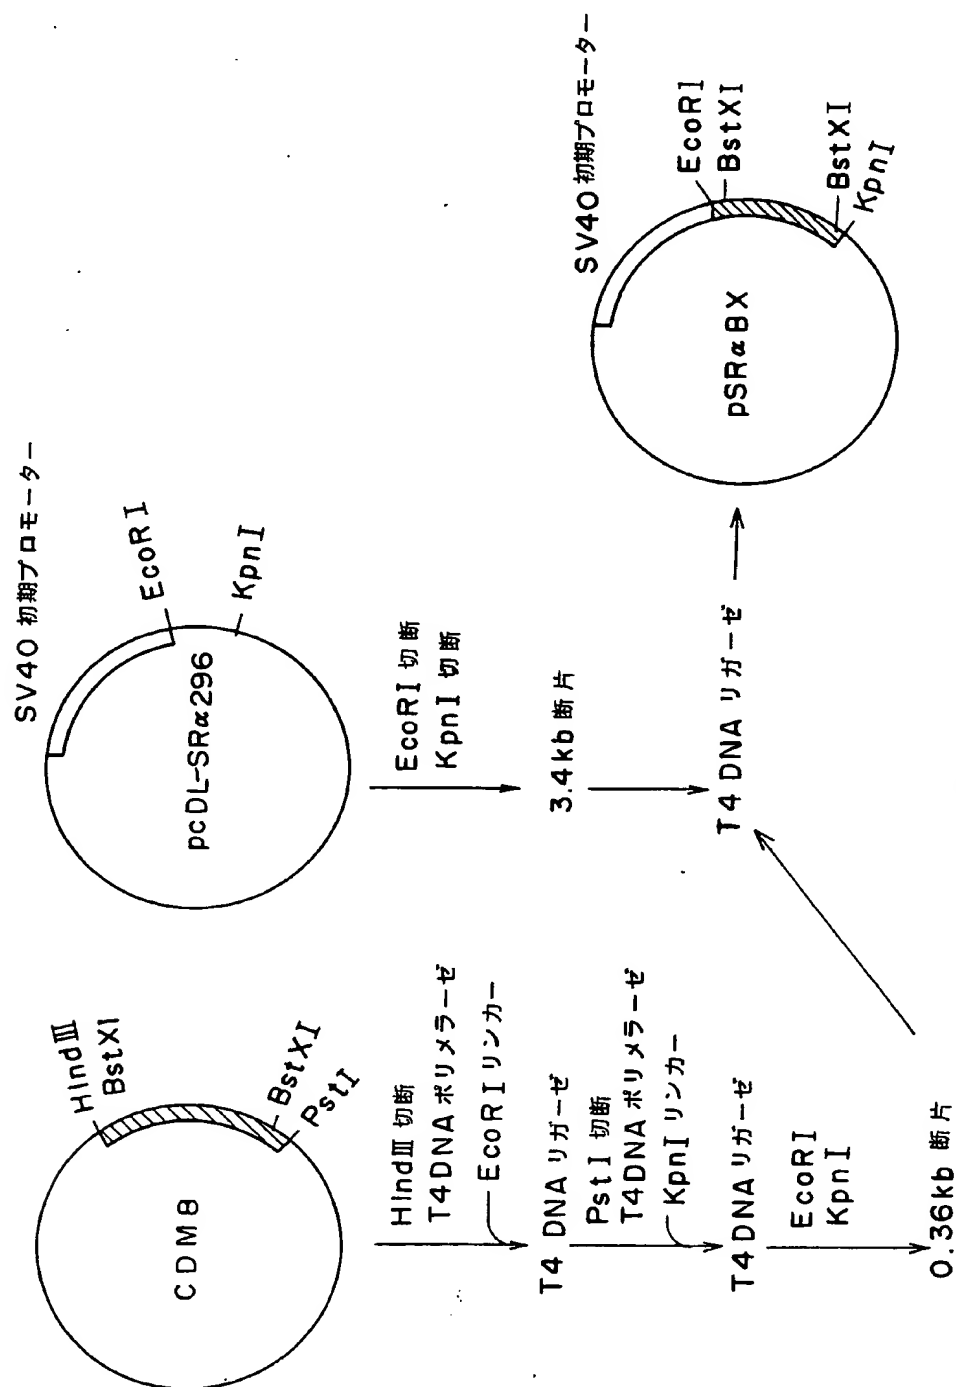 HindⅢ
BstXI
BstXI
PstI
CDM8
HindⅢ 切断
T4DNA ポリメラーゼ
EcoRI リンカー
T4 DNA リガーゼ
PstI 切断
T4DNA ポリメラーゼ
KpnI リンカー
T4DNA リガーゼ
EcoRI
KpnI
0.36kb 断片
SV40 初期プロモーター
EcoRI
KpnI
pcDL-SRα296
EcoRI 切断
KpnI 切断
3.4kb 断片
T4 DNA リガーゼ
SV40 初期プロモーター
EcoRI
BstXI
BstXI
KpnI
pSRαBX